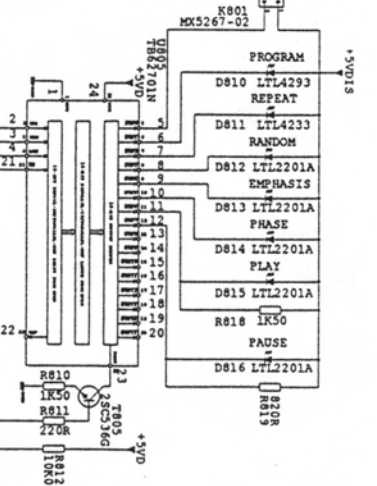 K801
MX5267-02
+5VD
U805
TB62701N
+5VDIS
PROGRAM
D810 LTL4293
REPEAT
D811 LTL4233
RANDOM
D812 LTL2201A
EMPHASIS
D813 LTL2201A
PHASE
D814 LTL2201A
PLAY
D815 LTL2201A
R818 1K50
PAUSE
D816 LTL2201A
820R
R819
1
24
2
3
4
21
22
5
6
7
8
9
10
11
12
13
14
15
16
17
18
19
20
23
R810
1K50
R811
220R
T805
2SC536G
+5VD
R812
10K0